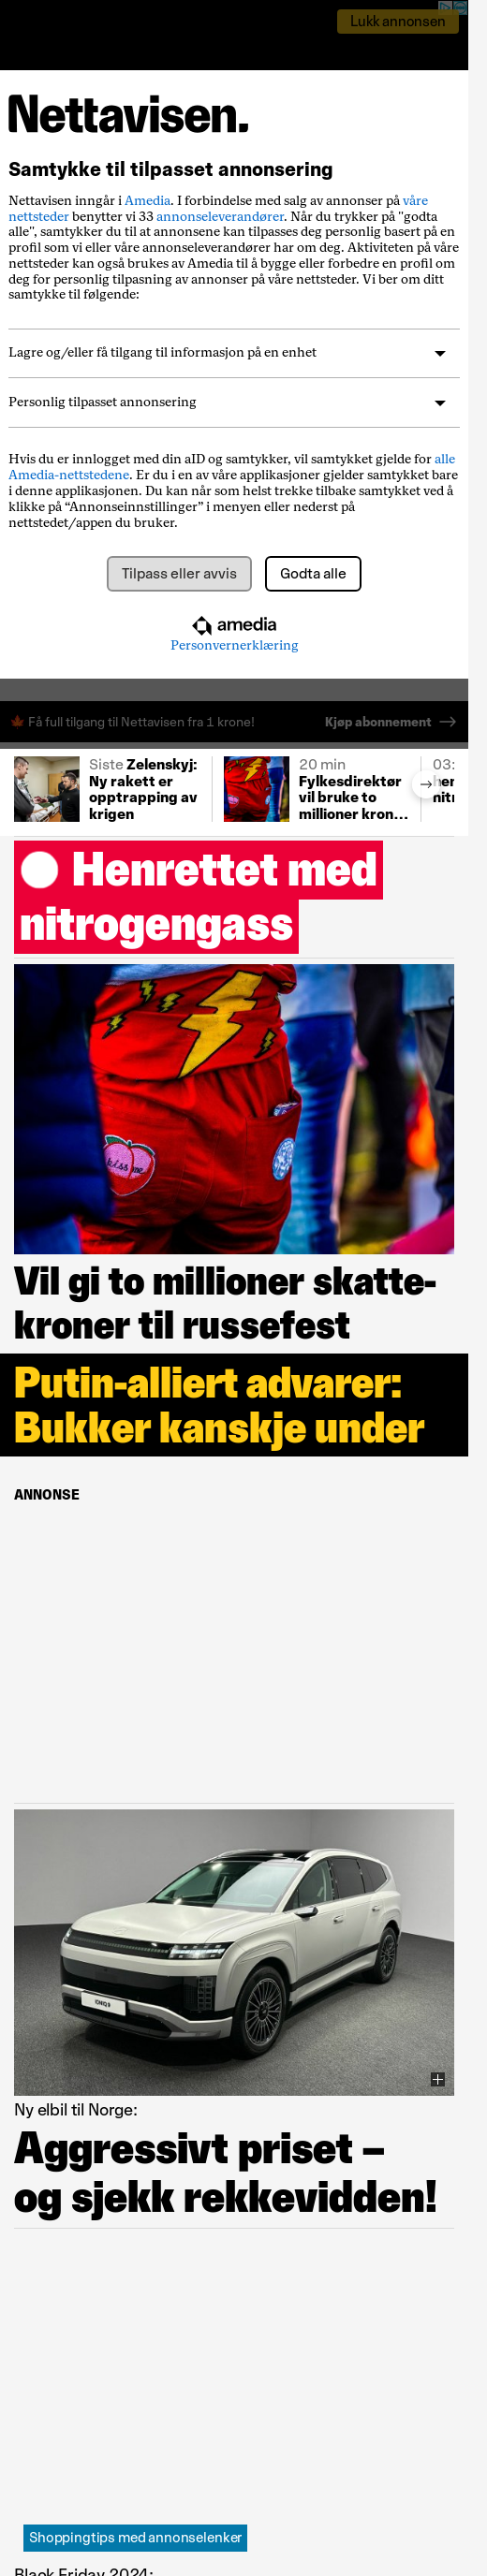 Lukk annonsen
Nettavisen.
Samtykke til tilpasset annonsering
Nettavisen inngår i Amedia. I forbindelse med salg av annonser på våre
nettsteder benytter vi 33 annonseleverandører. Når du trykker på "godta
alle", samtykker du til at annonsene kan tilpasses deg personlig basert på en
profil som vi eller våre annonseleverandører har om deg. Aktiviteten på våre
nettsteder kan også brukes av Amedia til å bygge eller forbedre en profil om
deg for personlig tilpasning av annonser på våre nettsteder. Vi ber om ditt
samtykke til følgende:
Lagre og/eller få tilgang til informasjon på en enhet
Personlig tilpasset annonsering
Hvis du er innlogget med din aID og samtykker, vil samtykket gjelde for alle
Amedia-nettstedene. Er du i en av våre applikasjoner gjelder samtykket bare
i denne applikasjonen. Du kan når som helst trekke tilbake samtykket ved å
klikke på “Annonseinnstillinger” i menyen eller nederst på
nettstedet/appen du bruker.
Tilpass eller avvis
Godta alle
amedia
Personvernerklæring
Få full tilgang til Nettavisen fra 1 krone!
Kjøp abonnement
Siste Zelenskyj:
Ny rakett er
opptrapping av
krigen
20 min
Fylkesdirektør
vil bruke to
millioner kron...
03:
Henrettet med
nitrogengass
kiss me
Vil gi to millioner skatte-
kroner til russefest
Putin-alliert advarer:
Bukker kanskje under
ANNONSE
IONIQ 9
Ny elbil til Norge:
Aggressivt priset –
og sjekk rekkevidden!
Shoppingtips med annonselenker
Black Friday 2024: